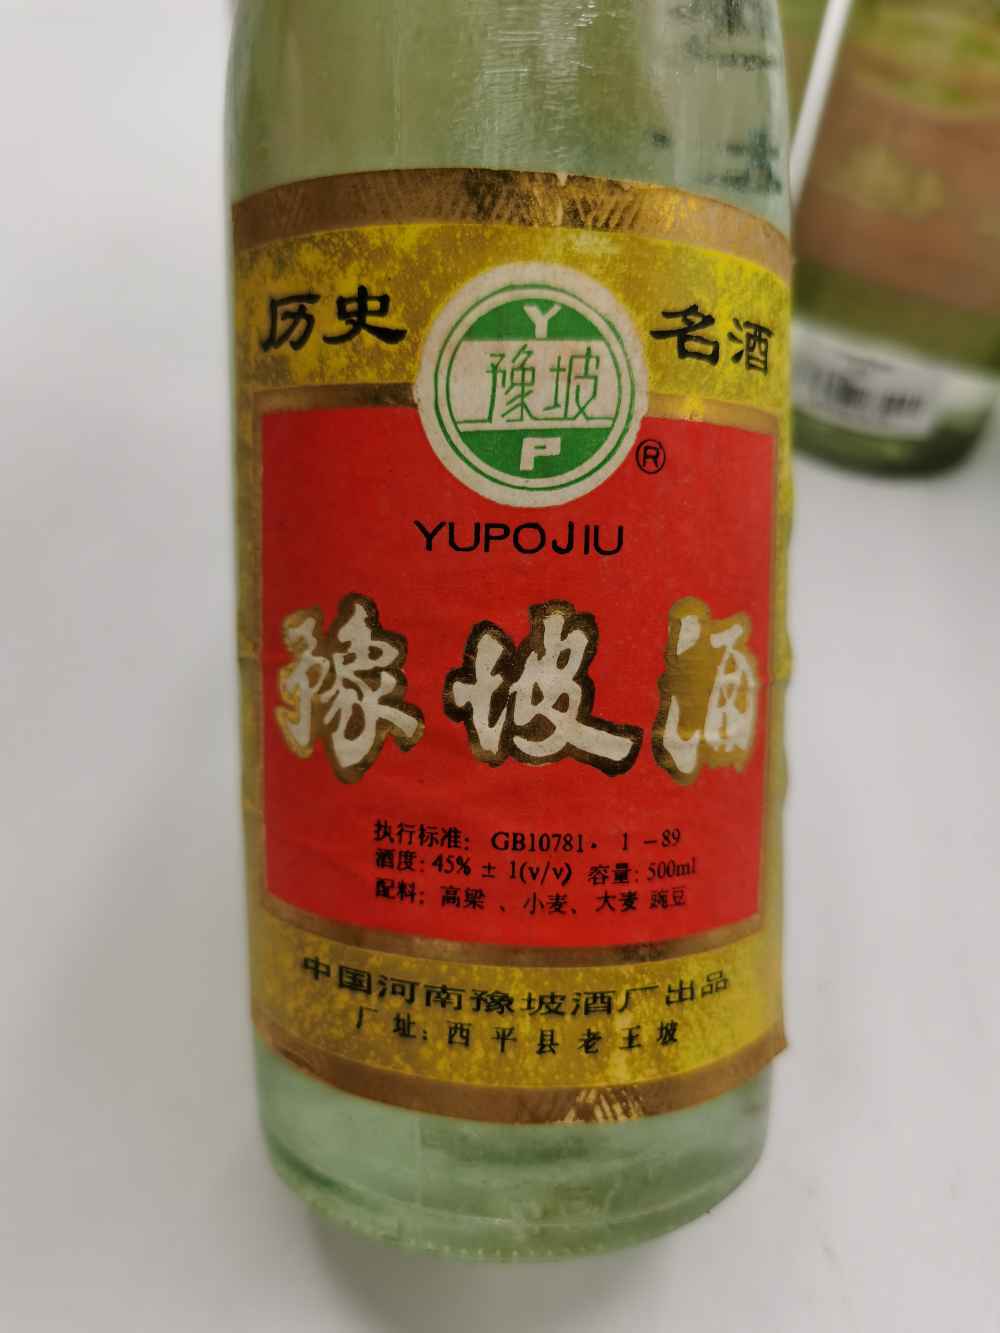 历史 名酒
Y
豫坡
P
®
YUPOJIU
豫坡酒
执行标准: GB10781·1-89
酒度: 45%±1(v/v) 容量: 500ml
配料: 高梁、小麦、大麦 豌豆
中国河南豫坡酒厂出品
厂址: 西平县老王坡